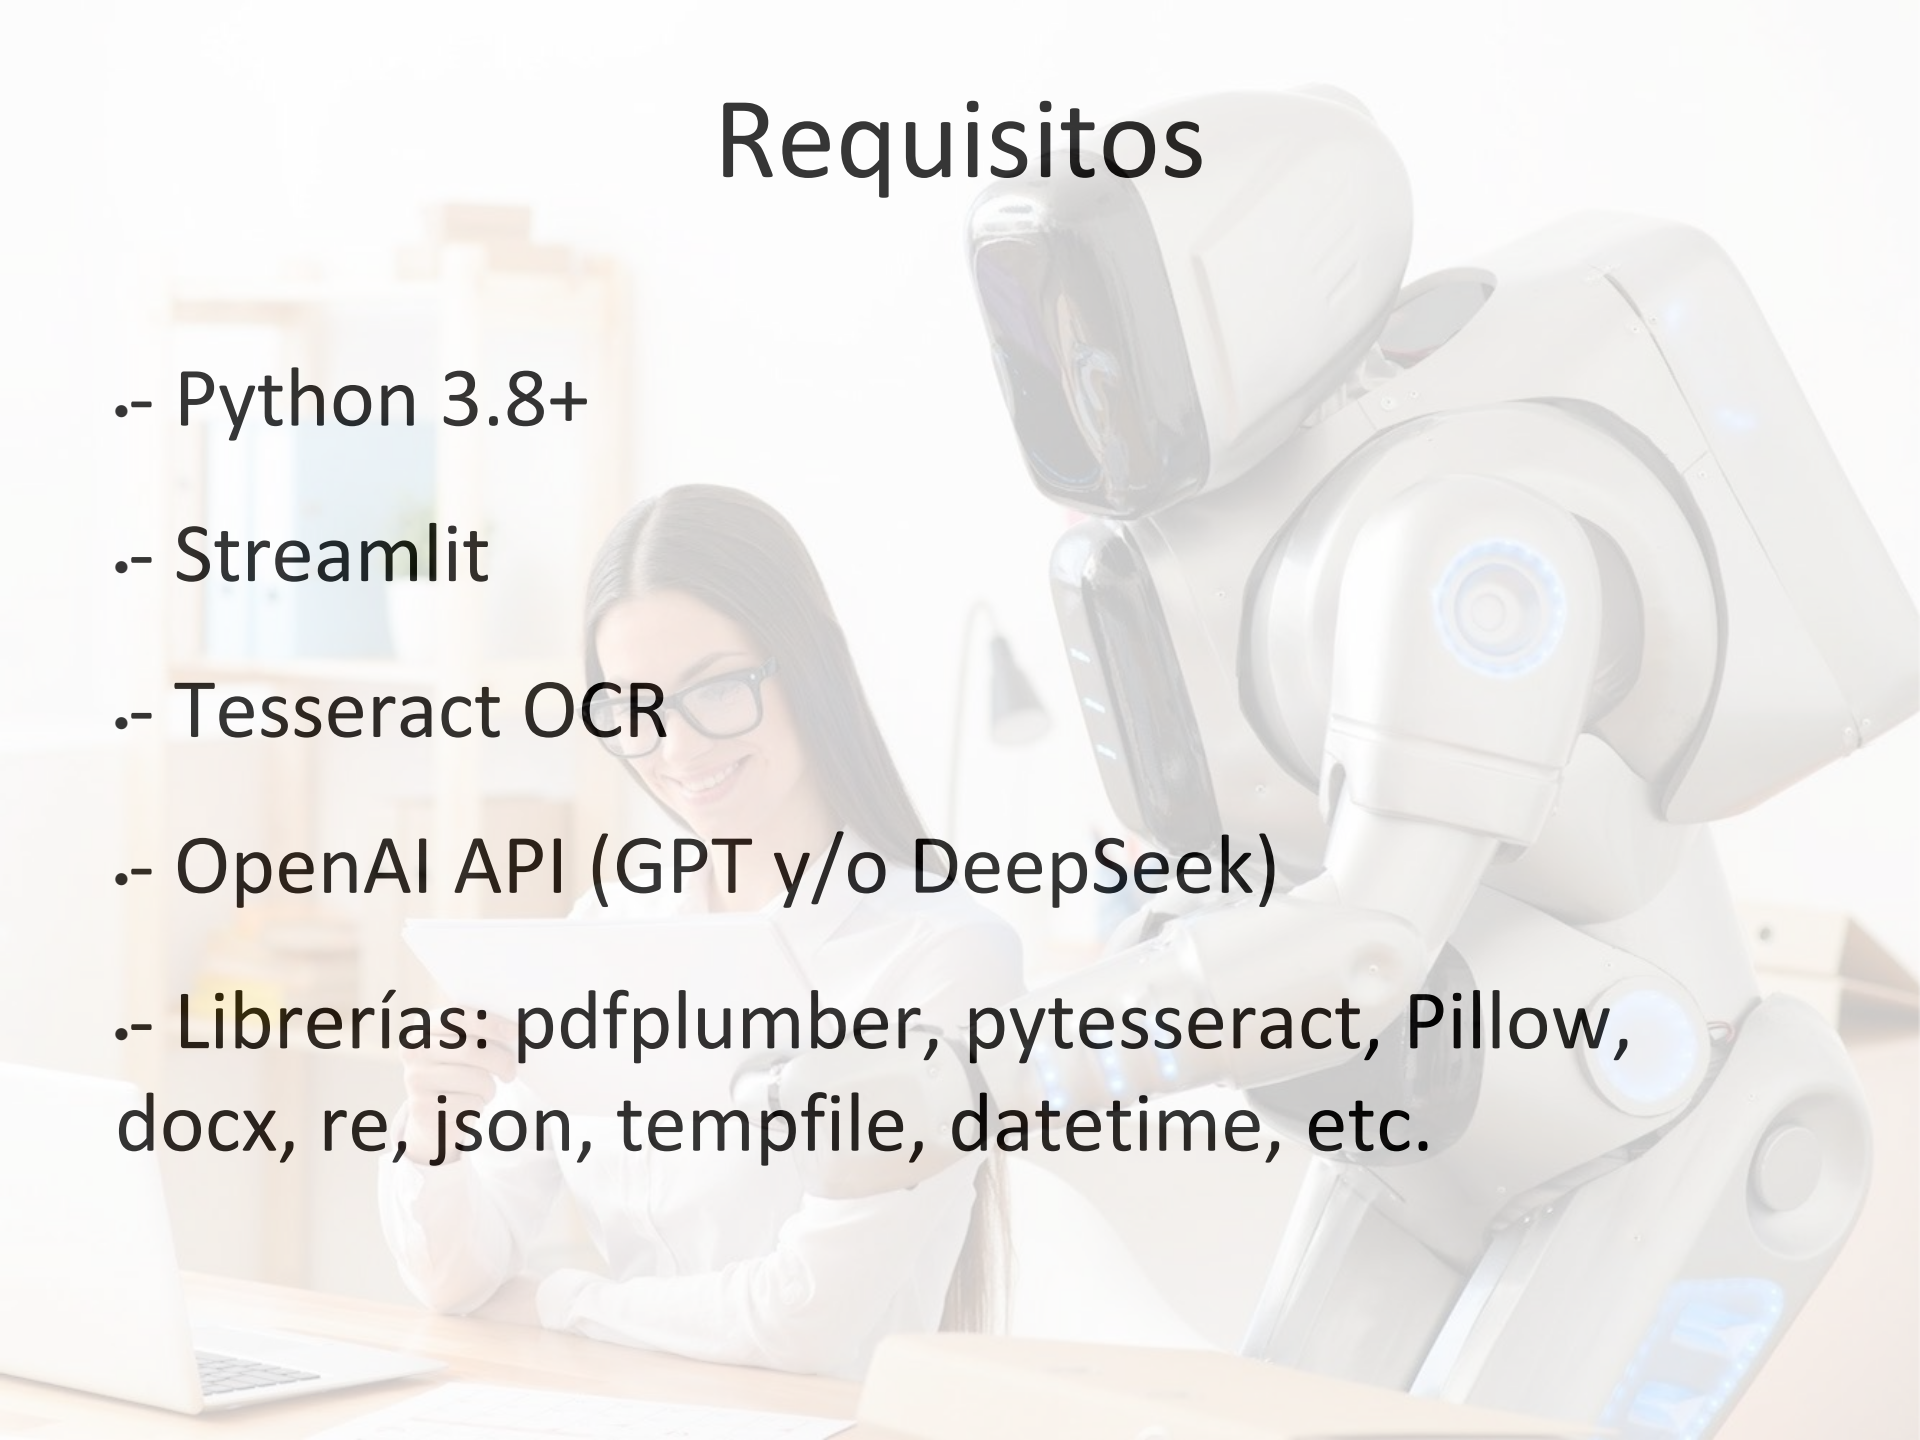 Requisitos
•- Python 3.8+
•- Streamlit
•- Tesseract OCR
•- OpenAI API (GPT y/o DeepSeek)
•- Librerías: pdfplumber, pytesseract, Pillow,
docx, re, json, tempfile, datetime, etc.